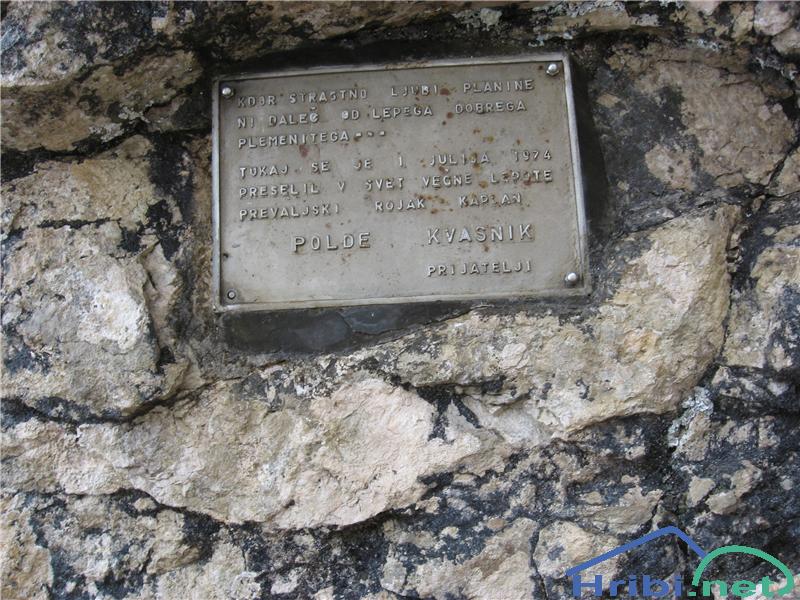 KDOR STRASTNO LJUBI PLANINE
NI DALEČ OD LEPEGA DOBREGA
PLEMENITEGA---
TUKAJ SE JE 1. JULIJA 1974
PRESELIL V SVET VEČNE LEPOTE
PREVALJSKI ROJAK KAPLAN
POLDE KVASNIK
PRIJATELJI
Hribi.net